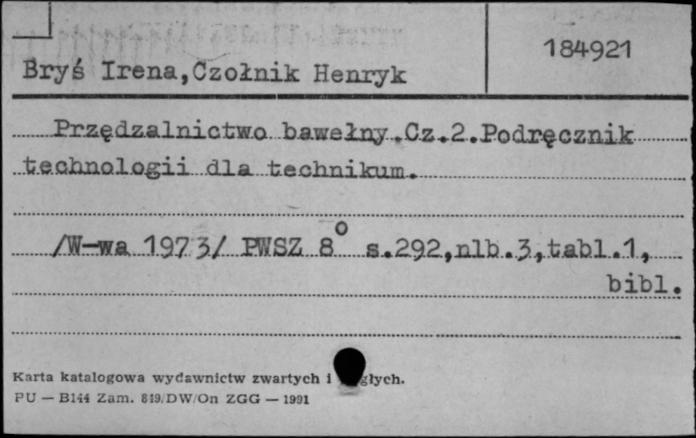 184921
Bryś Irena,Czołnik Henryk
Przędzalnictwo bawełny.Cz.2.Podręcznik
technologii dla technikum.
/W-wa 1973/ PWSZ 8° s.292,nlb.3,tabl.1,
bibl.
Karta katalogowa wydawnictw zwartych i głych.
PU — B144 Zam. 819/DW/On ZGG — 1991